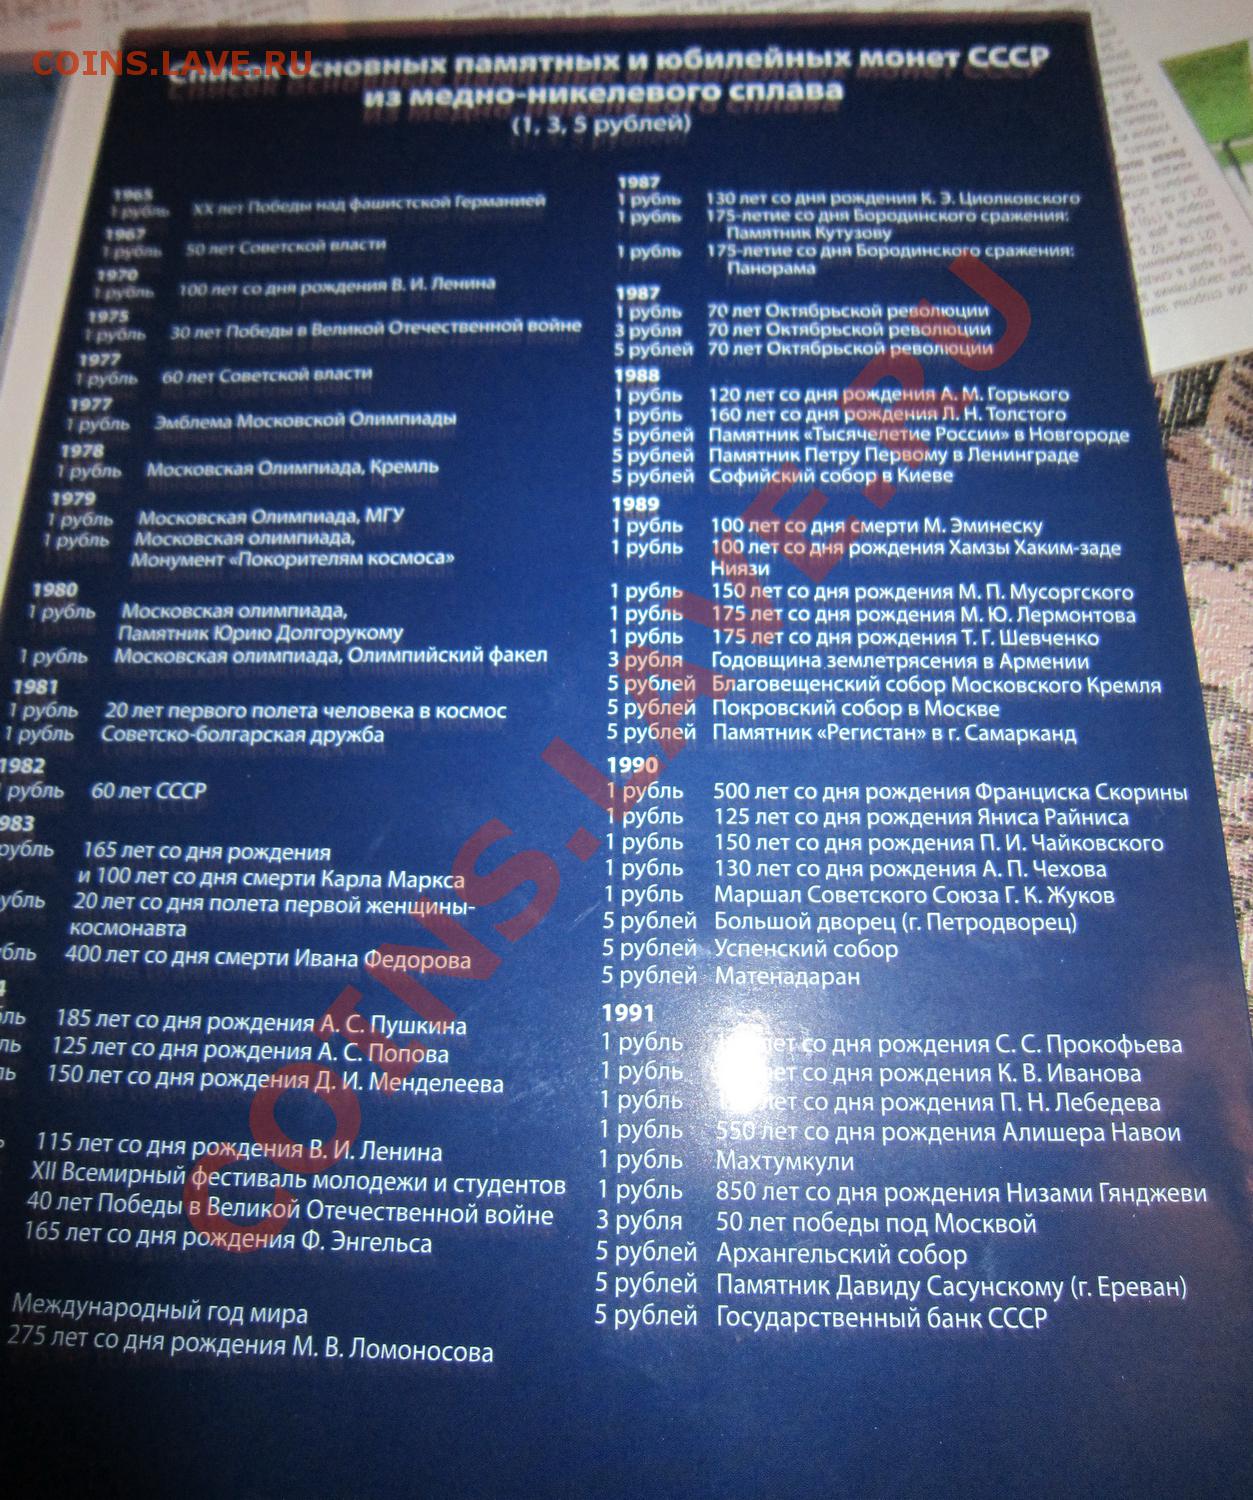 COINS.LAVE.RU
основных памятных и юбилейных монет СССР
из медно-никелевого сплава
(1, 3, 5 рублей)
1965
1 рубль XX лет Победы над фашистской Германией
1967
1 рубль 50 лет Советской власти
1970
1 рубль 100 лет со дня рождения В. И. Ленина
1975
1 рубль 30 лет Победы в Великой Отечественной войне
1977
1 рубль 60 лет Советской власти
1977
1 рубль Эмблема Московской Олимпиады
1978
1 рубль Московская Олимпиада, Кремль
1979
1 рубль Московская Олимпиада, МГУ
1 рубль Московская олимпиада,
Монумент «Покорителям космоса»
1980
1 рубль Московская олимпиада,
Памятник Юрию Долгорукому
1 рубль Московская олимпиада, Олимпийский факел
1981
1 рубль 20 лет первого полета человека в космос
1 рубль Советско-болгарская дружба
1982
рубль 60 лет СССР
983
рубль 165 лет со дня рождения
и 100 лет со дня смерти Карла Маркса
убль 20 лет со дня полета первой женщины-
космонавта
убль 400 лет со дня смерти Ивана Федорова
4
бль 185 лет со дня рождения А. С. Пушкина
ль 125 лет со дня рождения А. С. Попова
ль 150 лет со дня рождения Д. И. Менделеева
ь 115 лет со дня рождения В. И. Ленина
XII Всемирный фестиваль молодежи и студентов
40 лет Победы в Великой Отечественной войне
165 лет со дня рождения Ф. Энгельса
Международный год мира
275 лет со дня рождения М. В. Ломоносова
1987
1 рубль 130 лет со дня рождения К. Э. Циолковского
1 рубль 175-летие со дня Бородинского сражения:
Памятник Кутузову
1 рубль 175-летие со дня Бородинского сражения:
Панорама
1987
1 рубль 70 лет Октябрьской революции
3 рубля 70 лет Октябрьской революции
5 рублей 70 лет Октябрьской революции
1988
1 рубль 120 лет со дня рождения А. М. Горького
1 рубль 160 лет со дня рождения Л. Н. Толстого
5 рублей Памятник «Тысячелетие России» в Новгороде
5 рублей Памятник Петру Первому в Ленинграде
5 рублей Софийский собор в Киеве
1989
1 рубль 100 лет со дня смерти М. Эминеску
1 рубль 100 лет со дня рождения Хамзы Хаким-заде
Ниязи
1 рубль 150 лет со дня рождения М. П. Мусоргского
1 рубль 175 лет со дня рождения М. Ю. Лермонтова
1 рубль 175 лет со дня рождения Т. Г. Шевченко
3 рубля Годовщина землетрясения в Армении
5 рублей Благовещенский собор Московского Кремля
5 рублей Покровский собор в Москве
5 рублей Памятник «Регистан» в г. Самарканд
1990
1 рубль 500 лет со дня рождения Франциска Скорины
1 рубль 125 лет со дня рождения Яниса Райниса
1 рубль 150 лет со дня рождения П. И. Чайковского
1 рубль 130 лет со дня рождения А. П. Чехова
1 рубль Маршал Советского Союза Г. К. Жуков
5 рублей Большой дворец (г. Петродворец)
5 рублей Успенский собор
5 рублей Матенадаран
1991
1 рубль лет со дня рождения С. С. Прокофьева
1 рубль лет со дня рождения К. В. Иванова
1 рубль лет со дня рождения П. Н. Лебедева
1 рубль 550 лет со дня рождения Алишера Навои
1 рубль Махтумкули
1 рубль 850 лет со дня рождения Низами Гянджеви
3 рубля 50 лет победы под Москвой
5 рублей Архангельский собор
5 рублей Памятник Давиду Сасунскому (г. Ереван)
5 рублей Государственный банк СССР
COINS.LAVE.RU